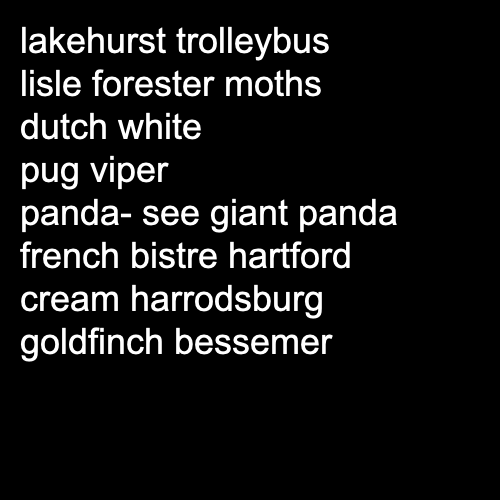 lakehurst trolleybus
lisle forester moths
dutch white
pug viper
panda- see giant panda
french bistre hartford
cream harrodsburg
goldfinch bessemer